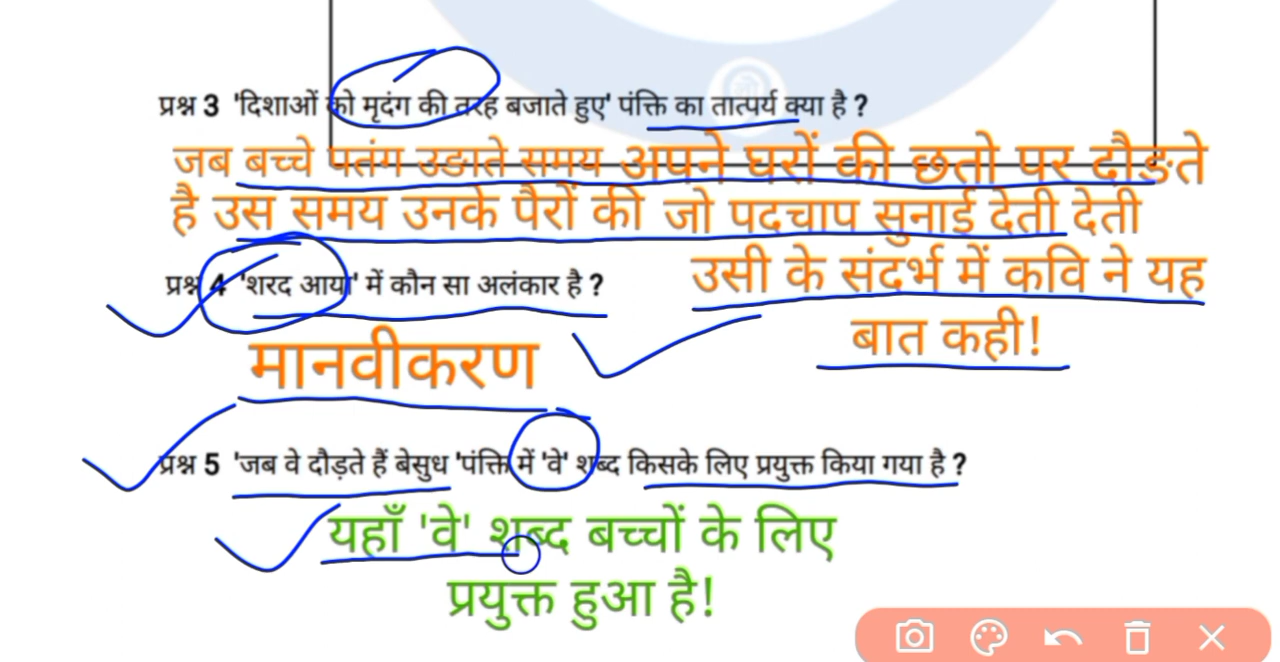 प्रश्न 3 'दिशाओं को मृदंग की तरह बजाते हुए' पंक्ति का तात्पर्य क्या है ?
जब बच्चे पतंग उङाते समय अपने घरों की छतो पर दौङते
है उस समय उनके पैरों की जो पदचाप सुनाई देती देती
उसी के संदर्भ में कवि ने यह
बात कही!
प्रश्न 4 'शरद आया' में कौन सा अलंकार है ?
मानवीकरण
प्रश्न 5 'जब वे दौड़ते हैं बेसुध 'पंक्ति में 'वे' शब्द किसके लिए प्रयुक्त किया गया है ?
यहाँ 'वे' शब्द बच्चों के लिए
प्रयुक्त हुआ है!